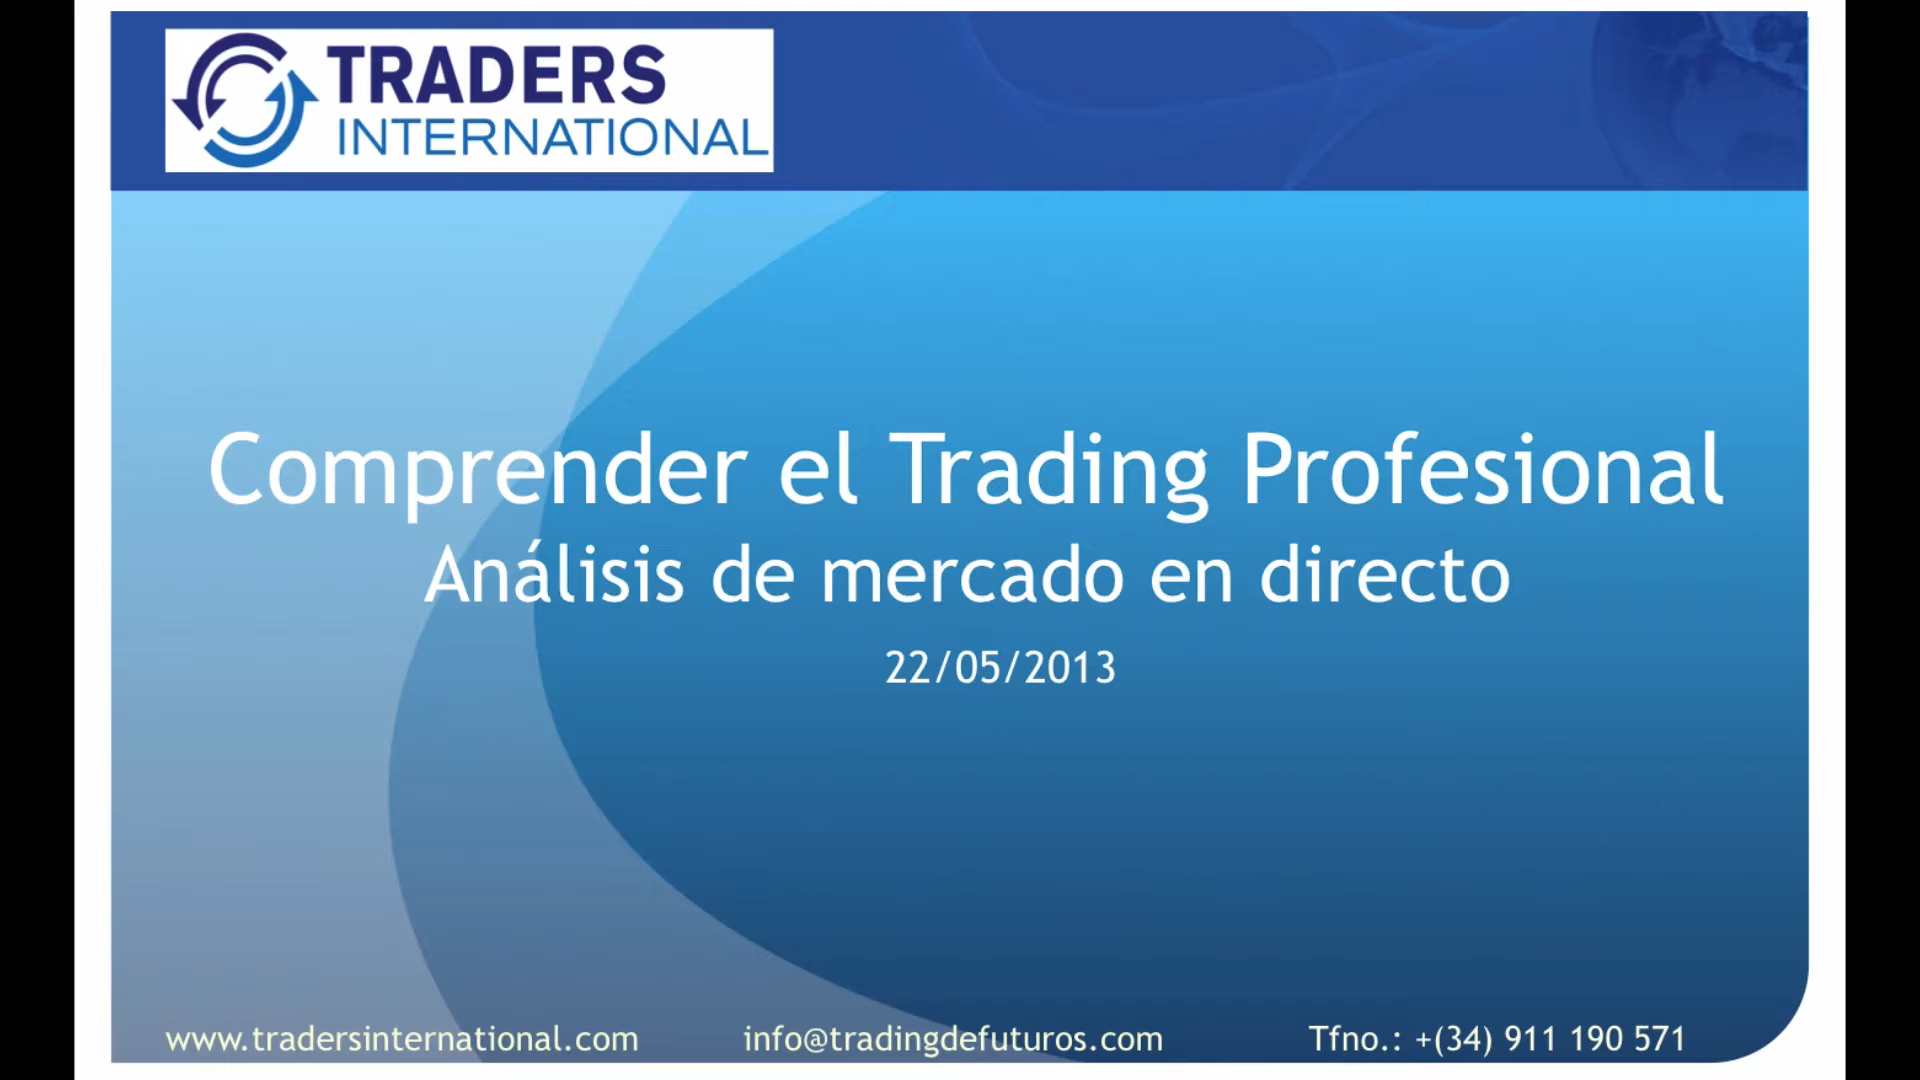 TRADERS
INTERNATIONAL
Comprender el Trading Profesional
Análisis de mercado en directo
22/05/2013
www.tradersinternational.com info@tradingdefuturos.com Tfno.: +(34) 911 190 571